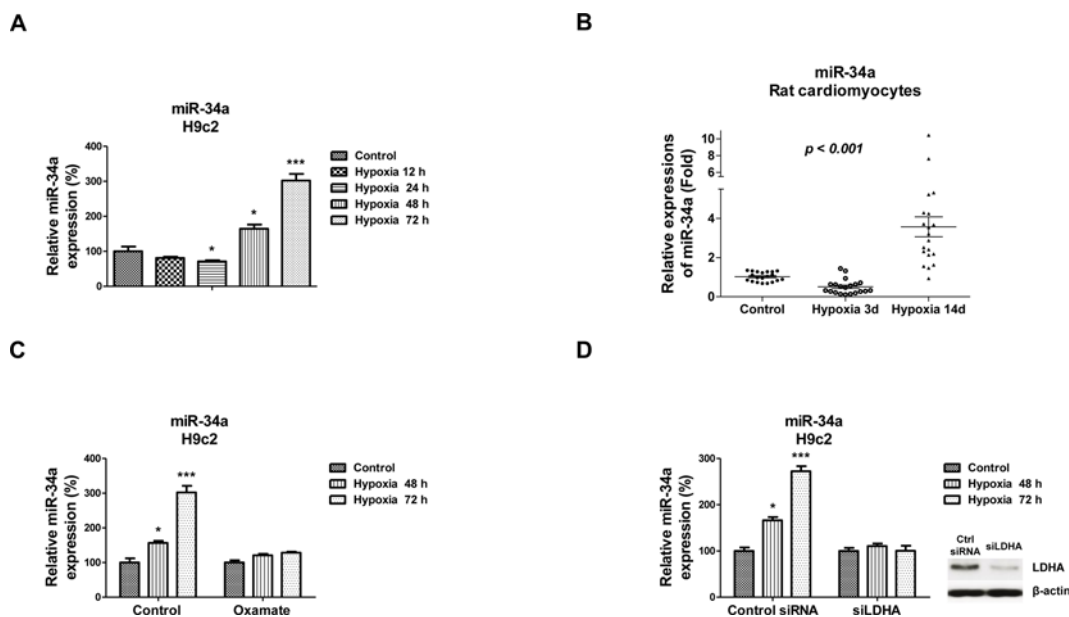 A
miR-34a
H9c2
Relative miR-34a
expression (%)
400
300
200
100
0
*
*
***
Control
Hypoxia 12 h
Hypoxia 24 h
Hypoxia 48 h
Hypoxia 72 h
B
miR-34a
Rat cardiomyocytes
Relative expressions
of miR-34a (Fold)
10
8
6
4
2
0
p < 0.001
Control
Hypoxia 3d
Hypoxia 14d
C
miR-34a
H9c2
Relative miR-34a
expression (%)
400
300
200
100
0
*
***
Control
Oxamate
Control
Hypoxia 48 h
Hypoxia 72 h
D
miR-34a
H9c2
Relative miR-34a
expression (%)
300
200
100
0
*
***
Control siRNA
siLDHA
Control
Hypoxia 48 h
Hypoxia 72 h
Ctrl
siRNA
siLDHA
LDHA
β-actin